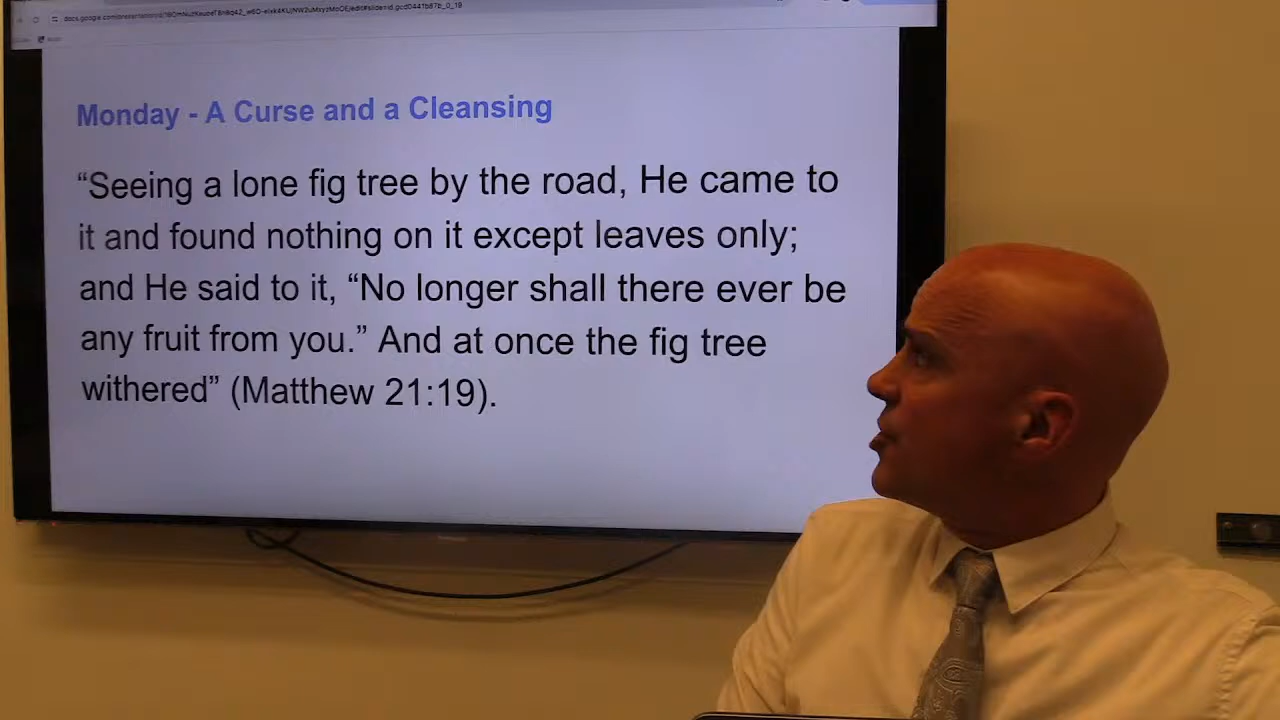 Monday - A Curse and a Cleansing
“Seeing a lone fig tree by the road, He came to
it and found nothing on it except leaves only;
and He said to it, “No longer shall there ever be
any fruit from you.” And at once the fig tree
withered” (Matthew 21:19).